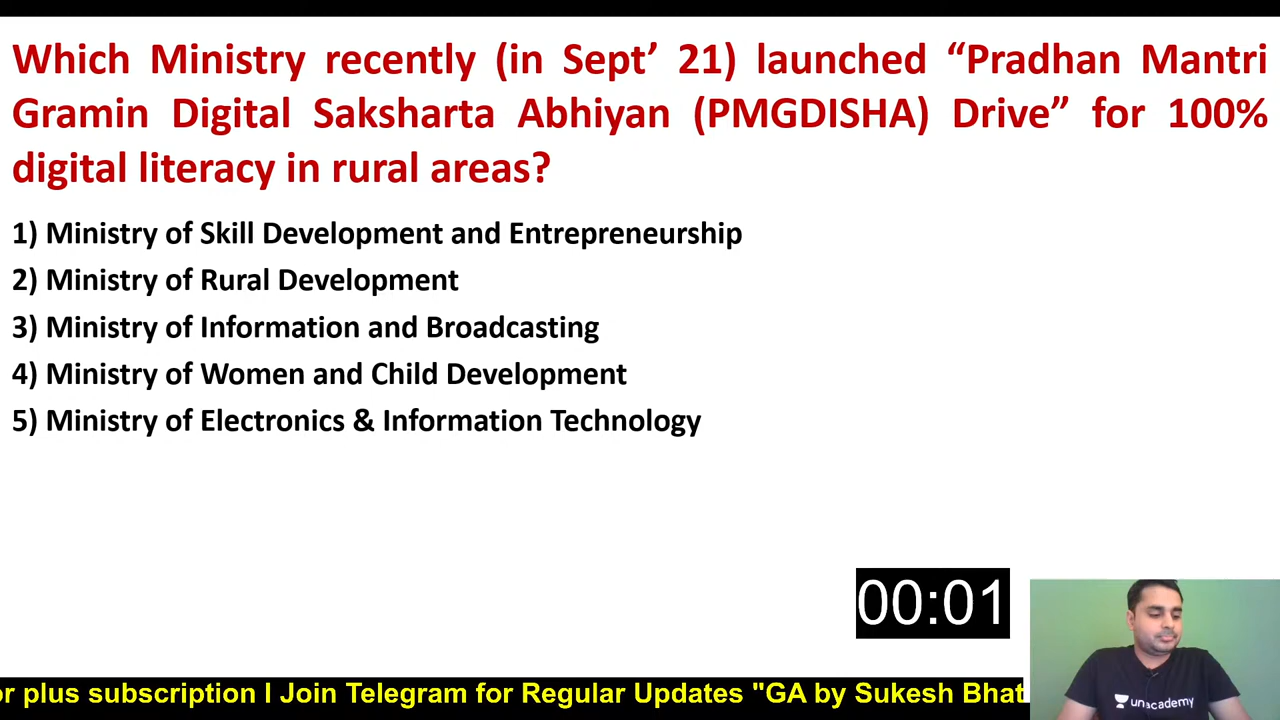 Which Ministry recently (in Sept’ 21) launched “Pradhan Mantri
Gramin Digital Saksharta Abhiyan (PMGDISHA) Drive” for 100%
digital literacy in rural areas?
1) Ministry of Skill Development and Entrepreneurship
2) Ministry of Rural Development
3) Ministry of Information and Broadcasting
4) Ministry of Women and Child Development
5) Ministry of Electronics & Information Technology
00:01
unacademy
or plus subscription I Join Telegram for Regular Updates "GA by Sukesh Bhat